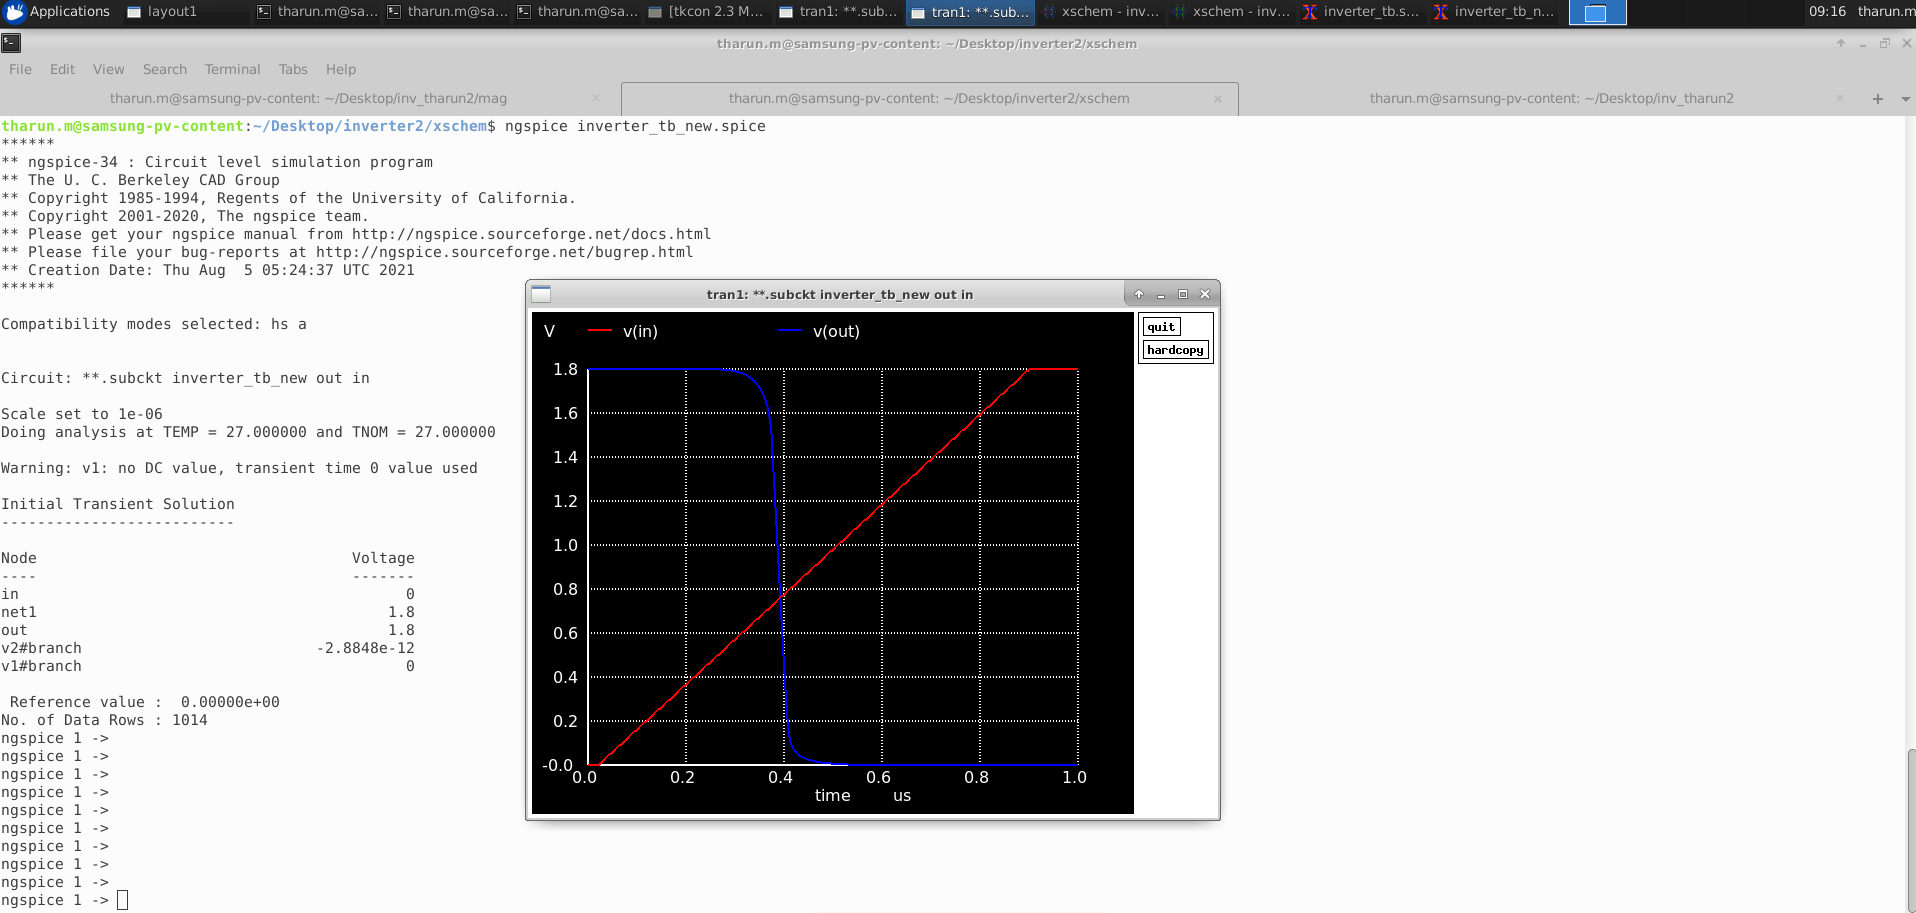 Applications
layout1
tharun.m@sa...
tharun.m@sa...
tharun.m@sa...
[tkcon 2.3 M...
tran1: **.sub...
tran1: **.sub...
xschem - inv...
xschem - inv...
inverter_tb.s...
inverter_tb_n...
09:16
tharun.m
tharun.m@samsung-pv-content: ~/Desktop/inverter2/xschem
File Edit View Search Terminal Tabs Help
tharun.m@samsung-pv-content: ~/Desktop/inv_tharun2/mag
tharun.m@samsung-pv-content: ~/Desktop/inverter2/xschem
tharun.m@samsung-pv-content: ~/Desktop/inv_tharun2
tharun.m@samsung-pv-content:~/Desktop/inverter2/xschem$ ngspice inverter_tb_new.spice
******
** ngspice-34 : Circuit level simulation program
** The U. C. Berkeley CAD Group
** Copyright 1985-1994, Regents of the University of California.
** Copyright 2001-2020, The ngspice team.
** Please get your ngspice manual from http://ngspice.sourceforge.net/docs.html
** Please file your bug-reports at http://ngspice.sourceforge.net/bugrep.html
** Creation Date: Thu Aug  5 05:24:37 UTC 2021
******
Compatibility modes selected: hs a
Circuit: **.subckt inverter_tb_new out in
Scale set to 1e-06
Doing analysis at TEMP = 27.000000 and TNOM = 27.000000
Warning: v1: no DC value, transient time 0 value used
Initial Transient Solution
--------------------------
Node Voltage
---- -------
in 0
net1 1.8
out 1.8
v2#branch -2.8848e-12
v1#branch 0
Reference value :  0.00000e+00
No. of Data Rows : 1014
ngspice 1 ->
ngspice 1 ->
ngspice 1 ->
ngspice 1 ->
ngspice 1 ->
ngspice 1 ->
ngspice 1 ->
ngspice 1 ->
ngspice 1 ->
ngspice 1 ->
tran1: **.subckt inverter_tb_new out in
quit
hardcopy
V v(in) v(out)
1.8
1.6
1.4
1.2
1.0
0.8
0.6
0.4
0.2
-0.0
0.0 0.2 0.4 0.6 0.8 1.0
time us